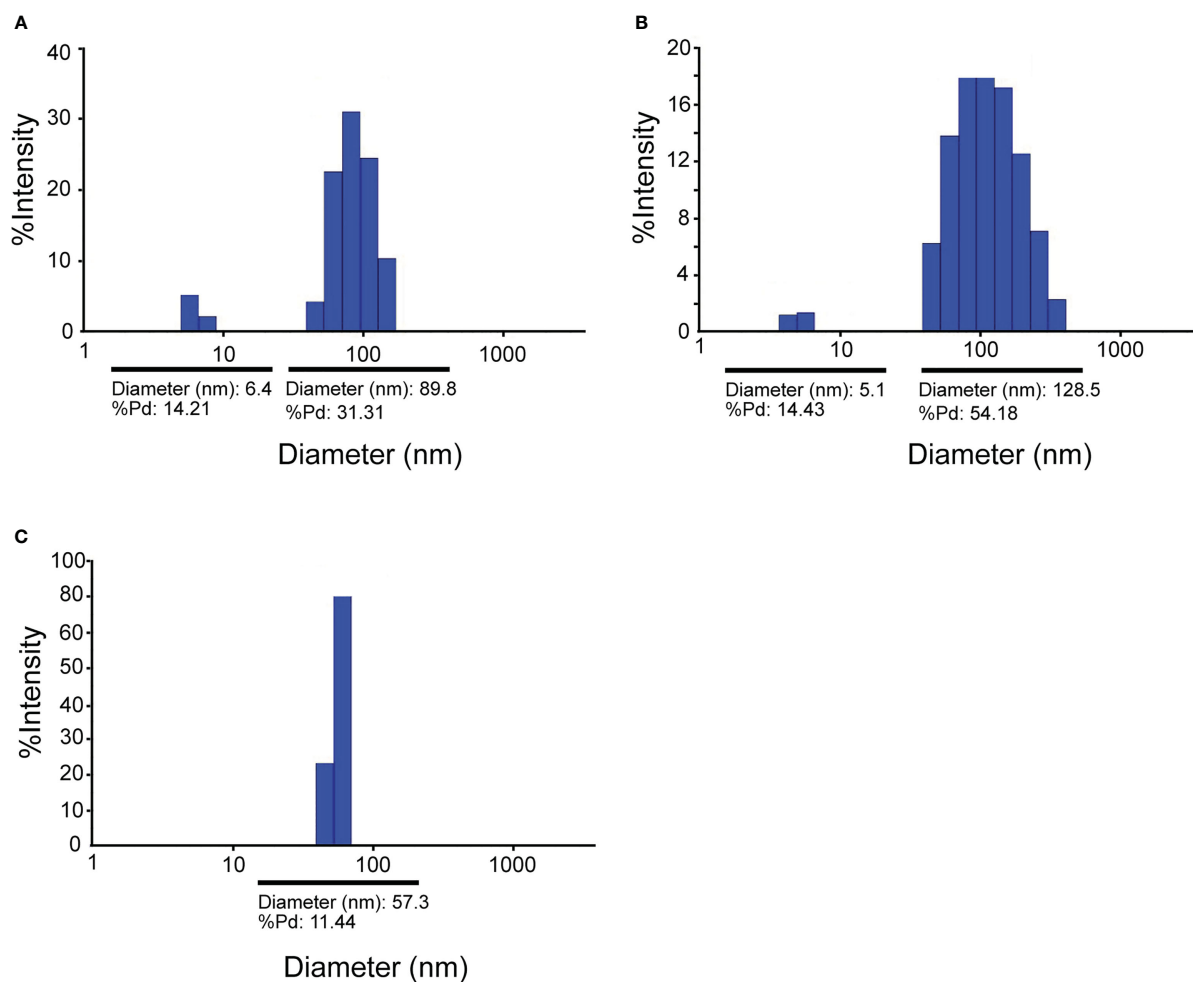 A
%Intensity
40
30
20
10
0
1 10 100 1000
Diameter (nm): 6.4
%Pd: 14.21
Diameter (nm): 89.8
%Pd: 31.31
Diameter (nm)
B
%Intensity
20
16
12
8
4
0
1 10 100 1000
Diameter (nm): 5.1
%Pd: 14.43
Diameter (nm): 128.5
%Pd: 54.18
Diameter (nm)
C
%Intensity
100
80
60
50
40
30
20
10
0
1 10 100 1000
Diameter (nm): 57.3
%Pd: 11.44
Diameter (nm)